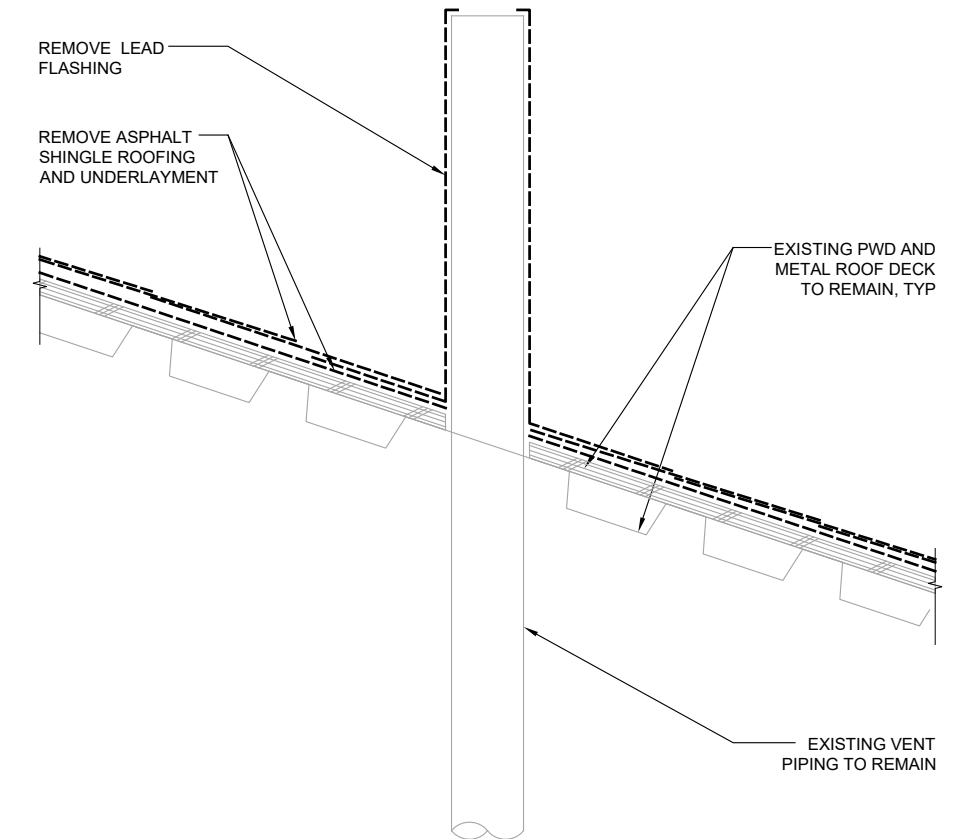 REMOVE LEAD
FLASHING
REMOVE ASPHALT
SHINGLE ROOFING
AND UNDERLAYMENT
EXISTING PWD AND
METAL ROOF DECK
TO REMAIN, TYP
EXISTING VENT
PIPING TO REMAIN